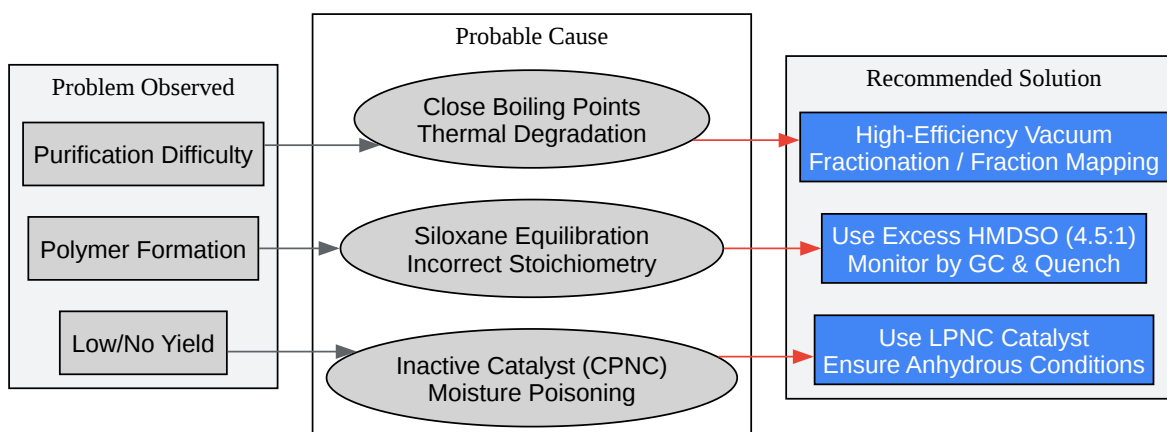 Problem Observed
Purification Difficulty
Polymer Formation
Low/No Yield
Probable Cause
Close Boiling Points
Thermal Degradation
Siloxane Equilibration
Incorrect Stoichiometry
Inactive Catalyst (CPNC)
Moisture Poisoning
Recommended Solution
High-Efficiency Vacuum
Fractionation / Fraction Mapping
Use Excess HMDSO (4.5:1)
Monitor by GC & Quench
Use LPNC Catalyst
Ensure Anhydrous Conditions